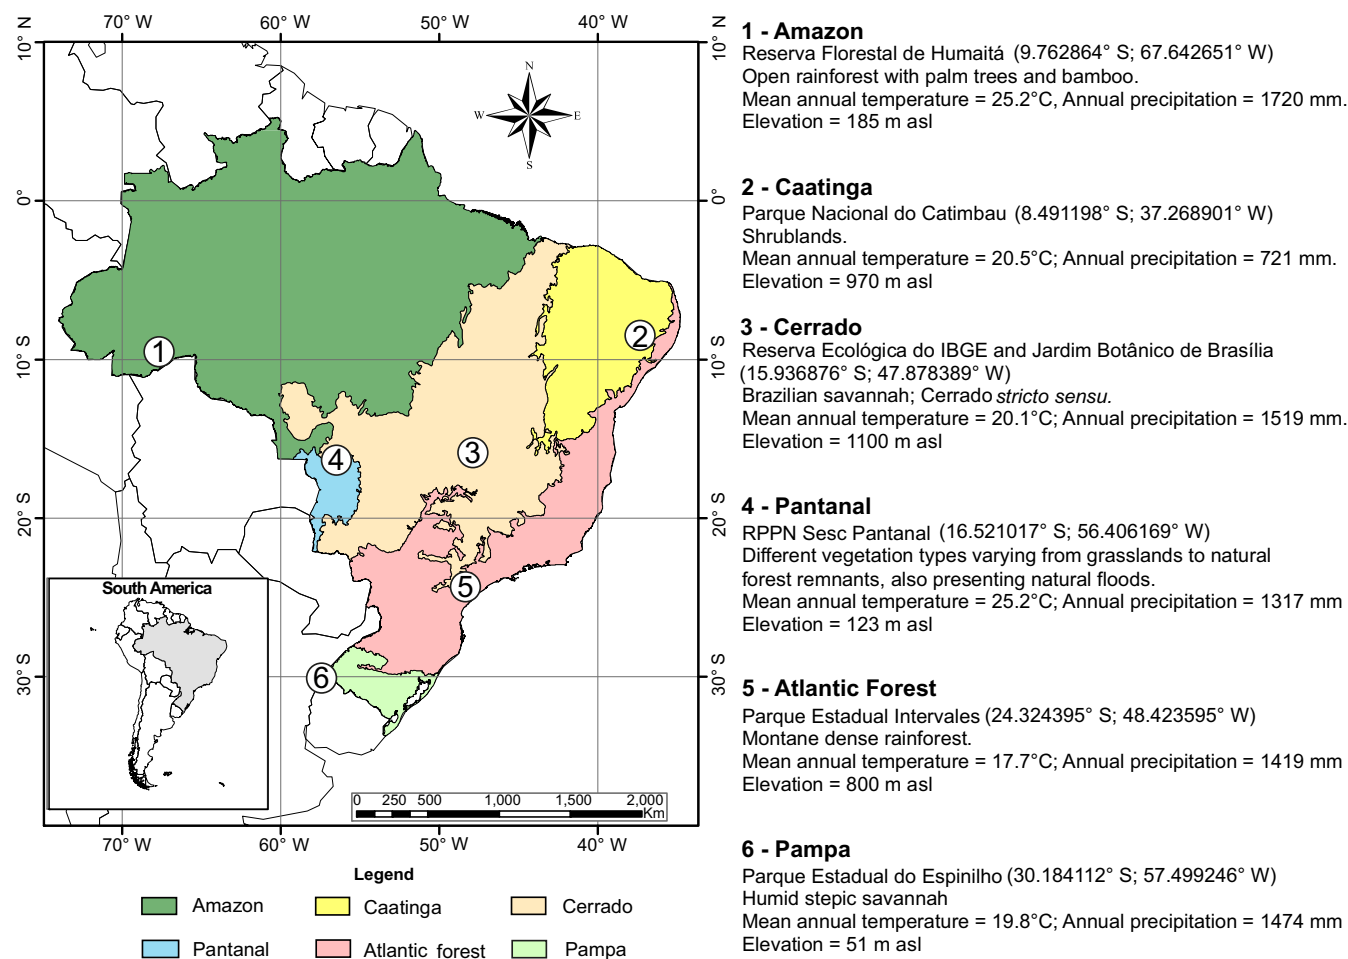 70° W 60° W 50° W 40° W
10° N
10° N
N
W E
S
0°
0°
10° S
10° S
20° S
20° S
30° S
30° S
1
2
3
4
5
6
South America
0 250 500 1,000 1,500 2,000
Km
70° W 60° W 50° W 40° W
Legend
Amazon Caatinga Cerrado
Pantanal Atlantic forest Pampa
1 - Amazon
Reserva Florestal de Humaitá (9.762864° S; 67.642651° W)
Open rainforest with palm trees and bamboo.
Mean annual temperature = 25.2°C, Annual precipitation = 1720 mm.
Elevation = 185 m asl
2 - Caatinga
Parque Nacional do Catimbau (8.491198° S; 37.268901° W)
Shrublands.
Mean annual temperature = 20.5°C; Annual precipitation = 721 mm.
Elevation = 970 m asl
3 - Cerrado
Reserva Ecológica do IBGE and Jardim Botânico de Brasília
(15.936876° S; 47.878389° W)
Brazilian savannah; Cerrado stricto sensu.
Mean annual temperature = 20.1°C; Annual precipitation = 1519 mm.
Elevation = 1100 m asl
4 - Pantanal
RPPN Sesc Pantanal (16.521017° S; 56.406169° W)
Different vegetation types varying from grasslands to natural
forest remnants, also presenting natural floods.
Mean annual temperature = 25.2°C; Annual precipitation = 1317 mm
Elevation = 123 m asl
5 - Atlantic Forest
Parque Estadual Intervales (24.324395° S; 48.423595° W)
Montane dense rainforest.
Mean annual temperature = 17.7°C; Annual precipitation = 1419 mm
Elevation = 800 m asl
6 - Pampa
Parque Estadual do Espinilho (30.184112° S; 57.499246° W)
Humid stepic savannah
Mean annual temperature = 19.8°C; Annual precipitation = 1474 mm
Elevation = 51 m asl